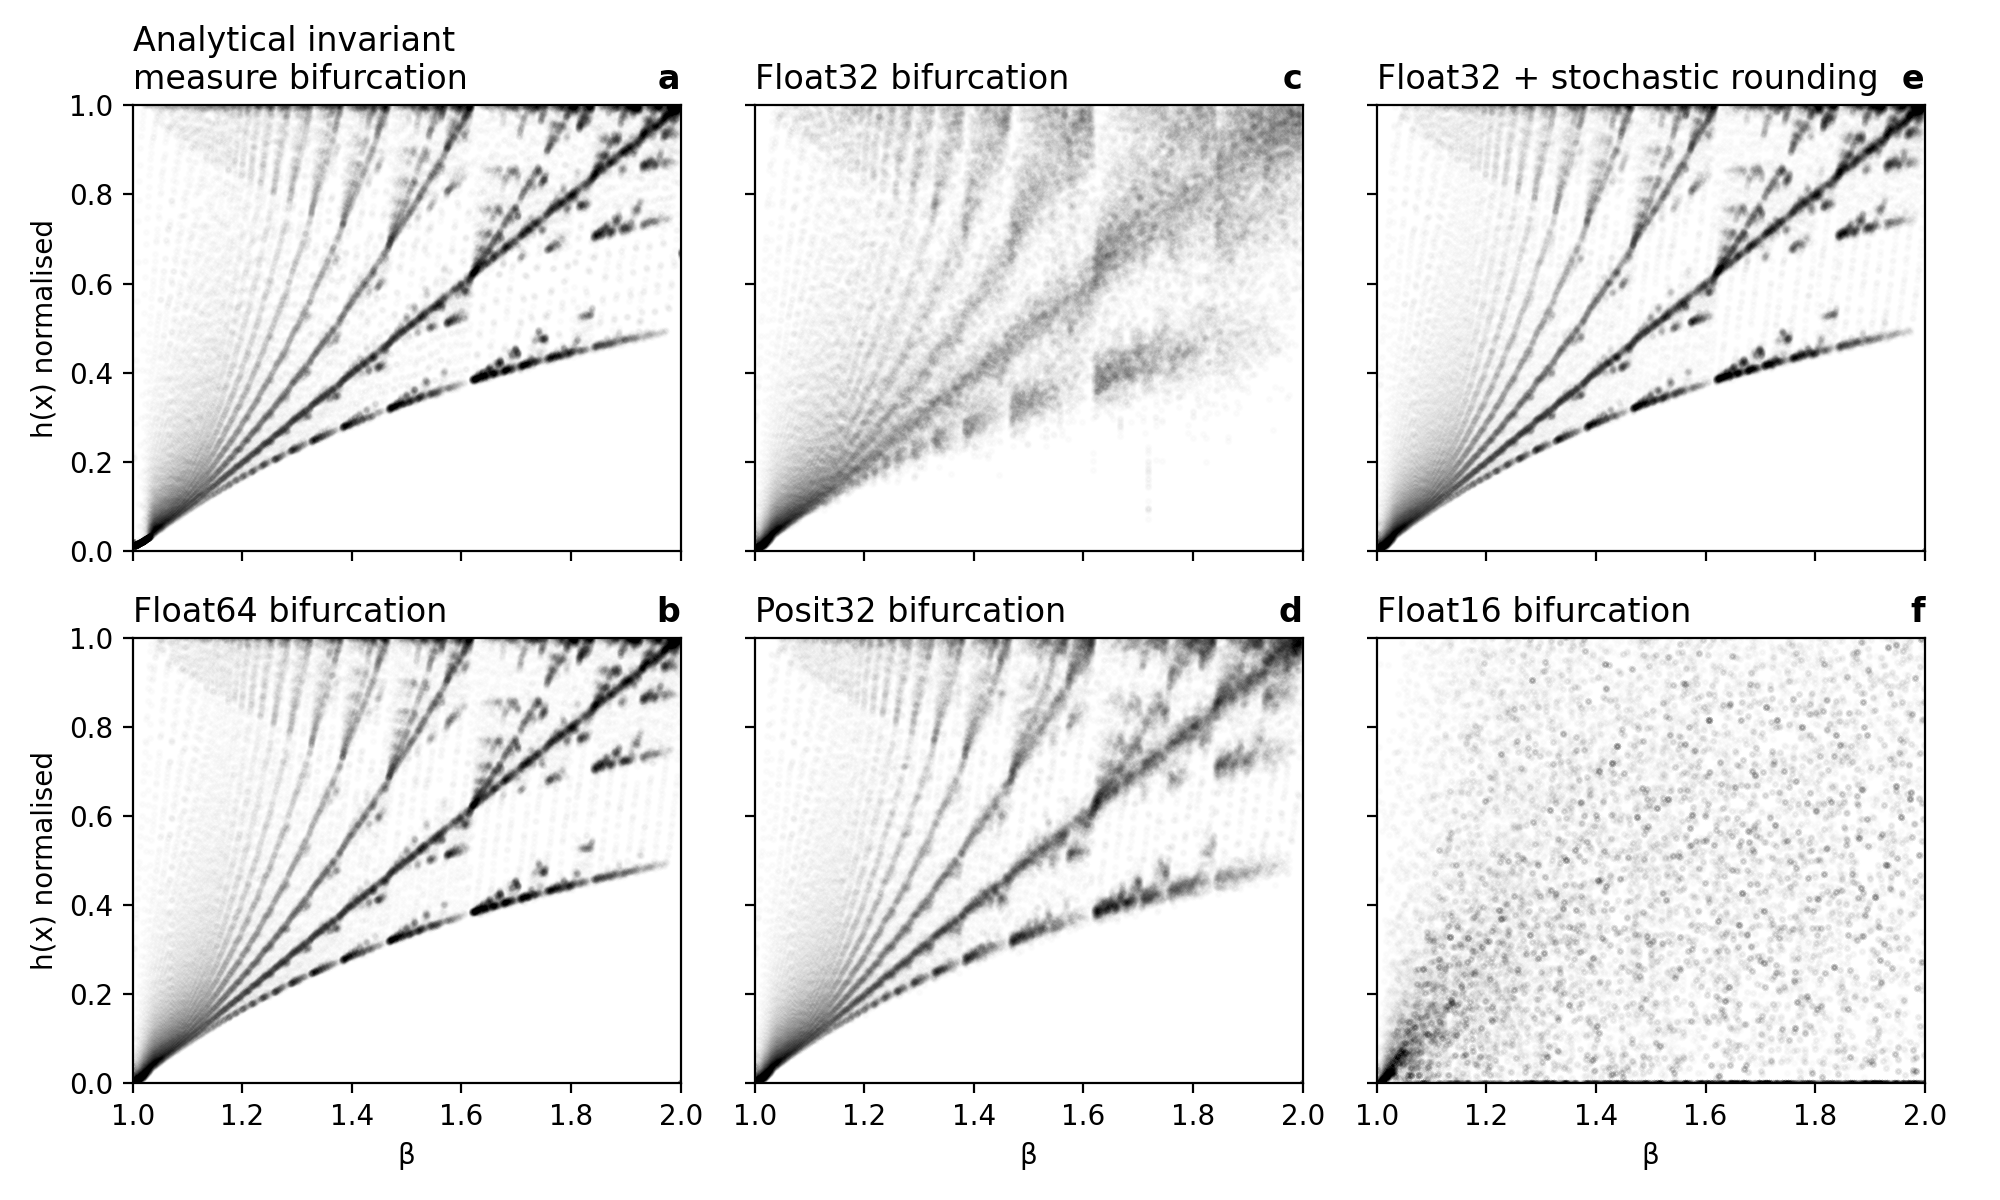 Analytical invariant
measure bifurcation a
Float32 bifurcation c
Float32 + stochastic rounding e
h(x) normalised
1.0
0.8
0.6
0.4
0.2
0.0
Float64 bifurcation b
Posit32 bifurcation d
Float16 bifurcation f
h(x) normalised
1.0
0.8
0.6
0.4
0.2
0.0
1.0 1.2 1.4 1.6 1.8 2.0
1.0 1.2 1.4 1.6 1.8 2.0
1.0 1.2 1.4 1.6 1.8 2.0
β
β
β